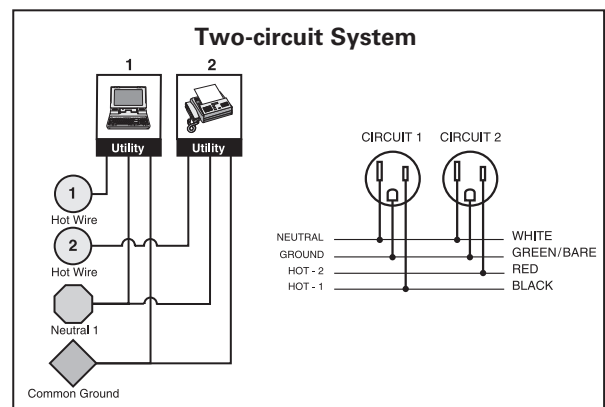 Two-circuit System
1 2
Utility Utility
1
Hot Wire
2
Hot Wire
Neutral 1
Common Ground
CIRCUIT 1 CIRCUIT 2
NEUTRAL WHITE
GROUND GREEN/BARE
HOT - 2 RED
HOT - 1 BLACK